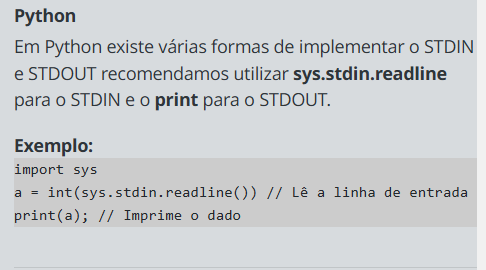 Python
Em Python existe várias formas de implementar o STDIN
e STDOUT recomendamos utilizar sys.stdin.readline
para o STDIN e o print para o STDOUT.
Exemplo:
import sys
a = int(sys.stdin.readline()) // Lê a linha de entrada
print(a); // Imprime o dado